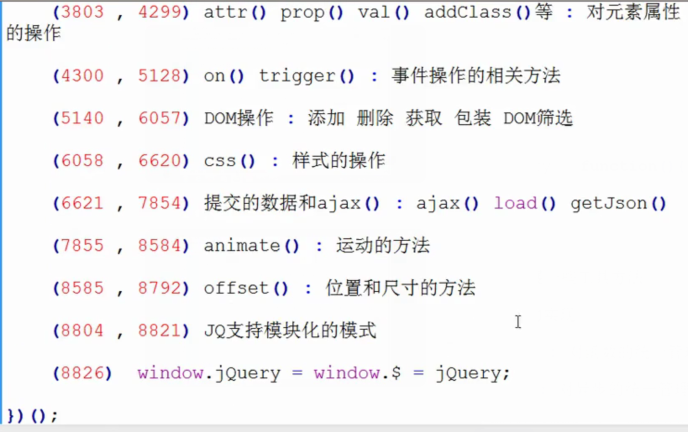 (3803 , 4299) attr() prop() val() addClass()等 : 对元素属性
的操作
(4300 , 5128) on() trigger() : 事件操作的相关方法
(5140 , 6057) DOM操作 : 添加 删除 获取 包装 DOM筛选
(6058 , 6620) css() : 样式的操作
(6621 , 7854) 提交的数据和ajax() : ajax() load() getJson()
(7855 , 8584) animate() : 运动的方法
(8585 , 8792) offset() : 位置和尺寸的方法
(8804 , 8821) JQ支持模块化的模式
(8826) window.jQuery = window.$ = jQuery;
})();